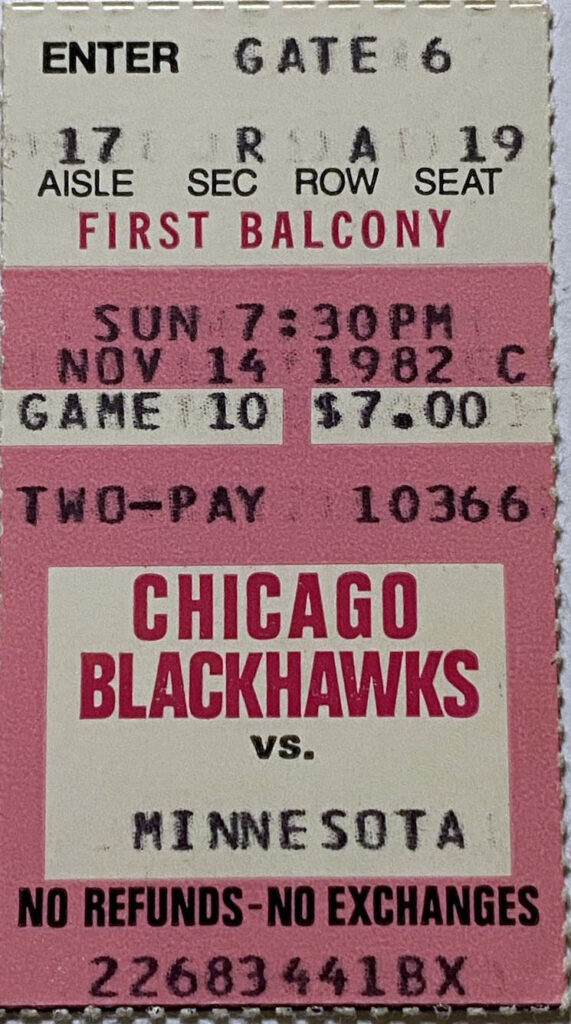 ENTER GATE 6
17 R A 19
AISLE SEC ROW SEAT
FIRST BALCONY
SUN 7:30PM
NOV 14 1982 C
GAME 10 $7.00
TWO-PAY 10366
CHICAGO
BLACKHAWKS
vs.
MINNESOTA
NO REFUNDS-NO EXCHANGES
22683441BX